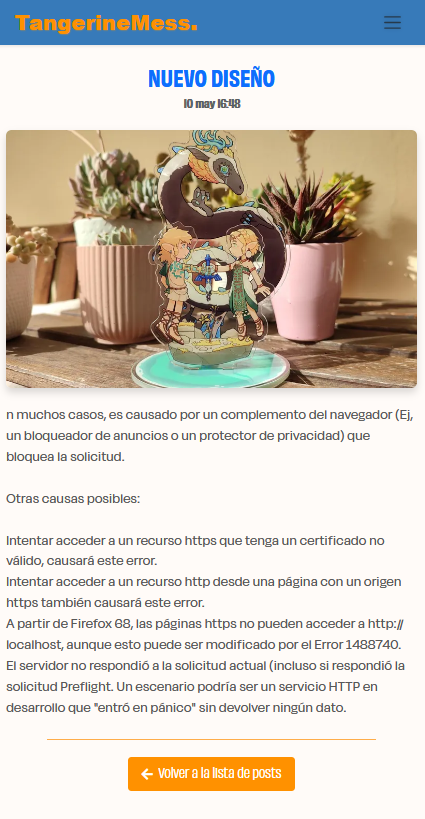 TangerineMess.
NUEVO DISEÑO
10 may 16:48
n muchos casos, es causado por un complemento del navegador (Ej,
un bloqueador de anuncios o un protector de privacidad) que
bloquea la solicitud.
Otras causas posibles:
Intentar acceder a un recurso https que tenga un certificado no
válido, causará este error.
Intentar acceder a un recurso http desde una página con un origen
https también causará este error.
A partir de Firefox 68, las páginas https no pueden acceder a http://
localhost, aunque esto puede ser modificado por el Error 1488740.
El servidor no respondió a la solicitud actual (incluso si respondió la
solicitud Preflight. Un escenario podría ser un servicio HTTP en
desarrollo que "entró en pánico" sin devolver ningún dato.
Volver a la lista de posts